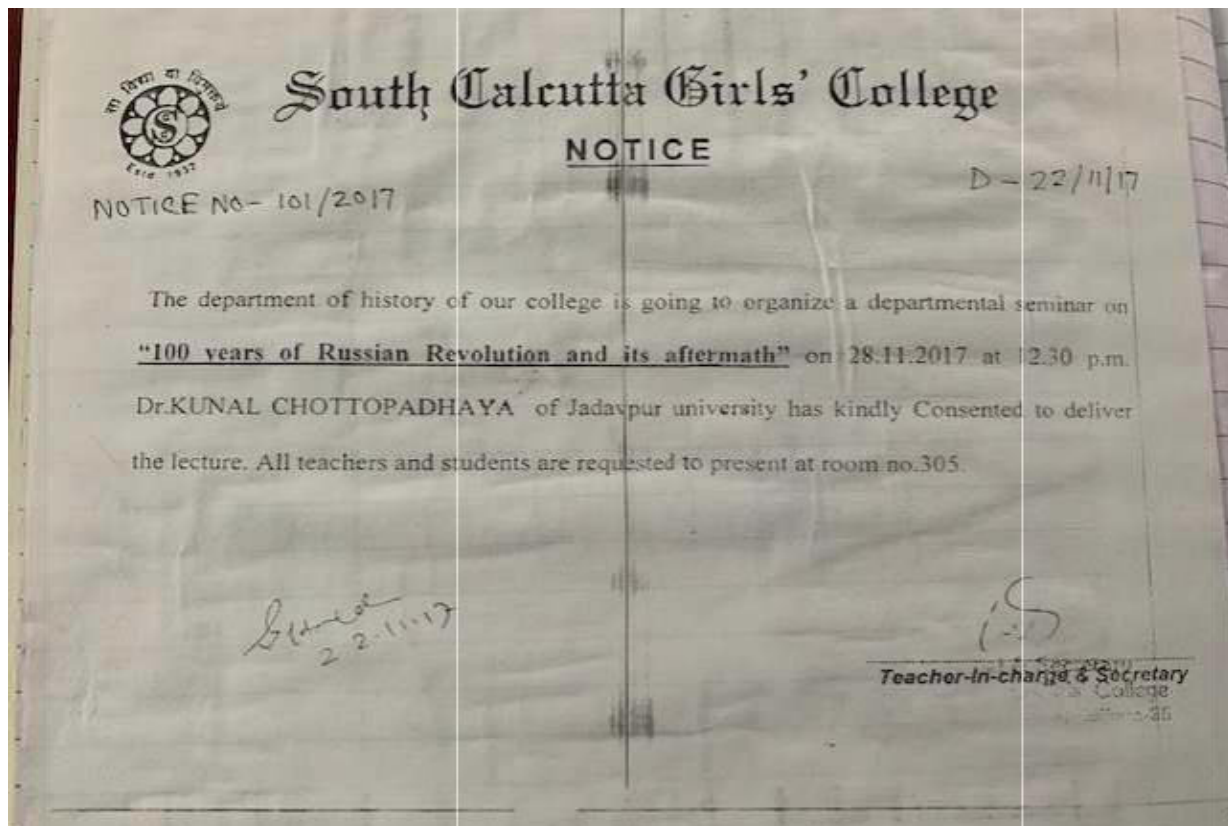 सा विद्या या विमुक्तये
S
Estd 1932
South Calcutta Girls' College
NOTICE
NOTICE NO- 101/2017
D - 22/11/17
The department of history of our college is going to organize a departmental seminar on
“100 years of Russian Revolution and its aftermath” on 28.11.2017 at 12.30 p.m.
Dr.KUNAL CHOTTOPADHAYA of Jadavpur university has kindly Consented to deliver
the lecture. All teachers and students are requested to present at room no.305.
22.11.17
Teacher-In-charge & Secretary
College